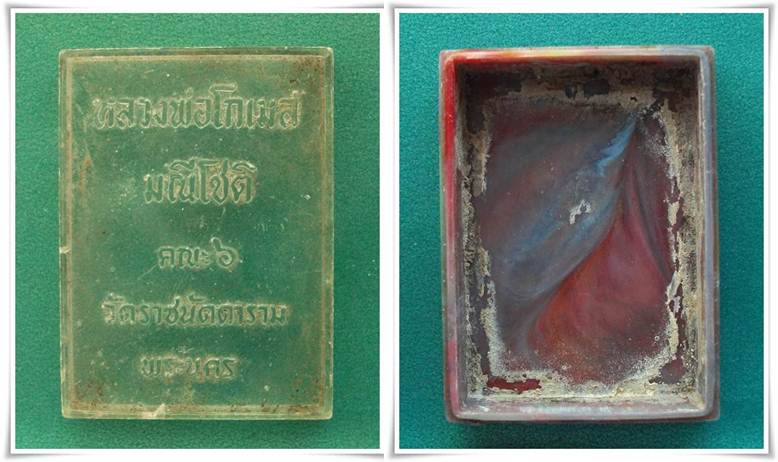 หลวงพ่อโกเมส
มณีโชติ
คณะ ๖
วัดราชนัดดาราม
พระนคร